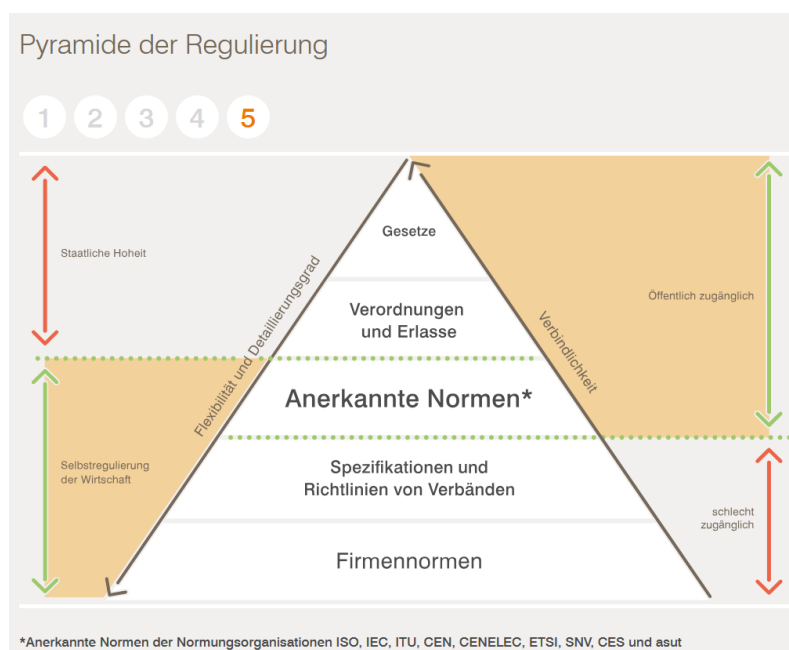 Pyramide der Regulierung
1 2 3 4 5
Gesetze
Staatliche Hoheit
Flexibilität und Detaillierungsgrad
Verordnungen
und Erlasse
Verbindlichkeit
Öffentlich zugänglich
Anerkannte Normen*
Selbstregulierung
der Wirtschaft
Spezifikationen und
Richtlinien von Verbänden
schlecht
zugänglich
Firmennormen
*Anerkannte Normen der Normungsorganisationen ISO, IEC, ITU, CEN, CENELEC, ETSI, SNV, CES und asut